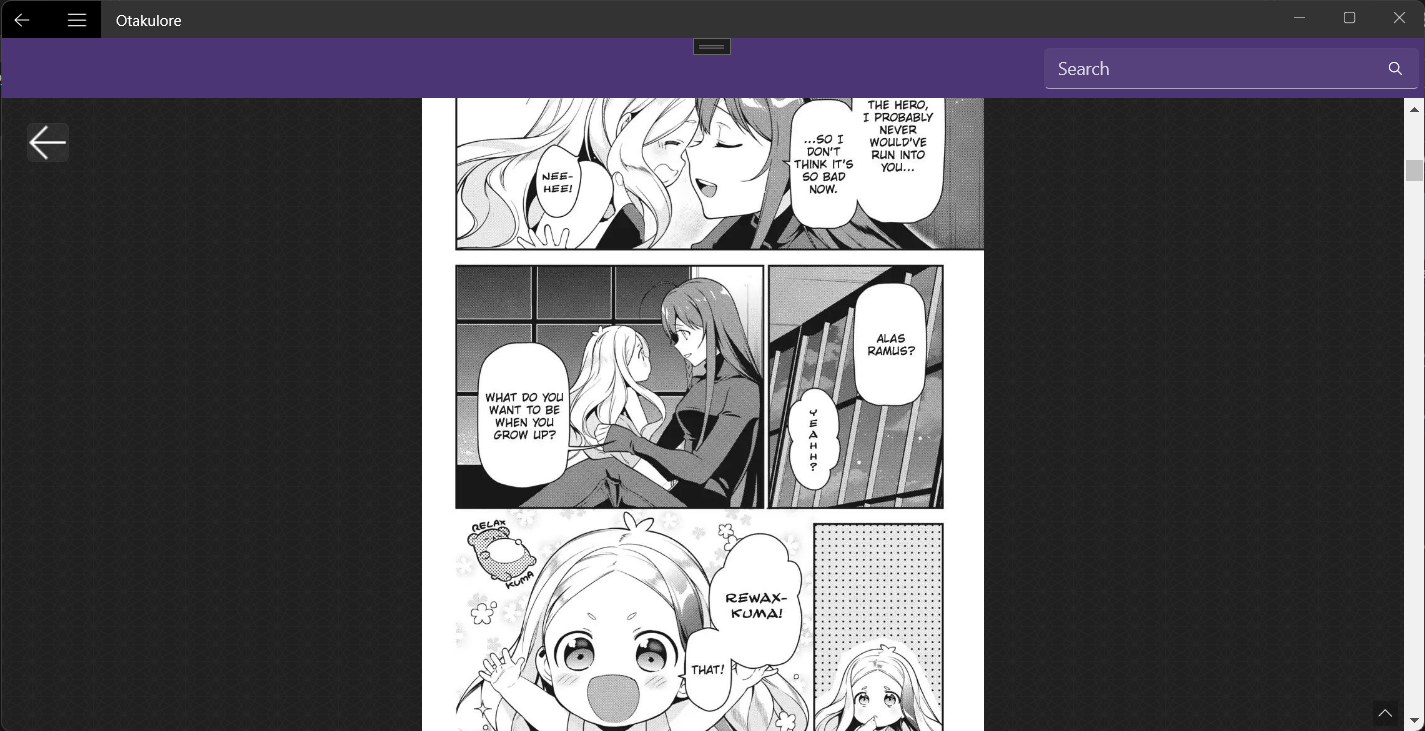 Otakulore
Search
THE HERO,
I PROBABLY
NEVER
WOULD'VE
RUN INTO
YOU...
...SO I
DON'T
THINK IT'S
SO BAD
NOW.
NEE-
HEE!
ALAS
RAMUS?
YEAHH?
WHAT DO YOU
WANT TO BE
WHEN YOU
GROW UP?
RELAX
KUMA
REWAX-
KUMA!
THAT!